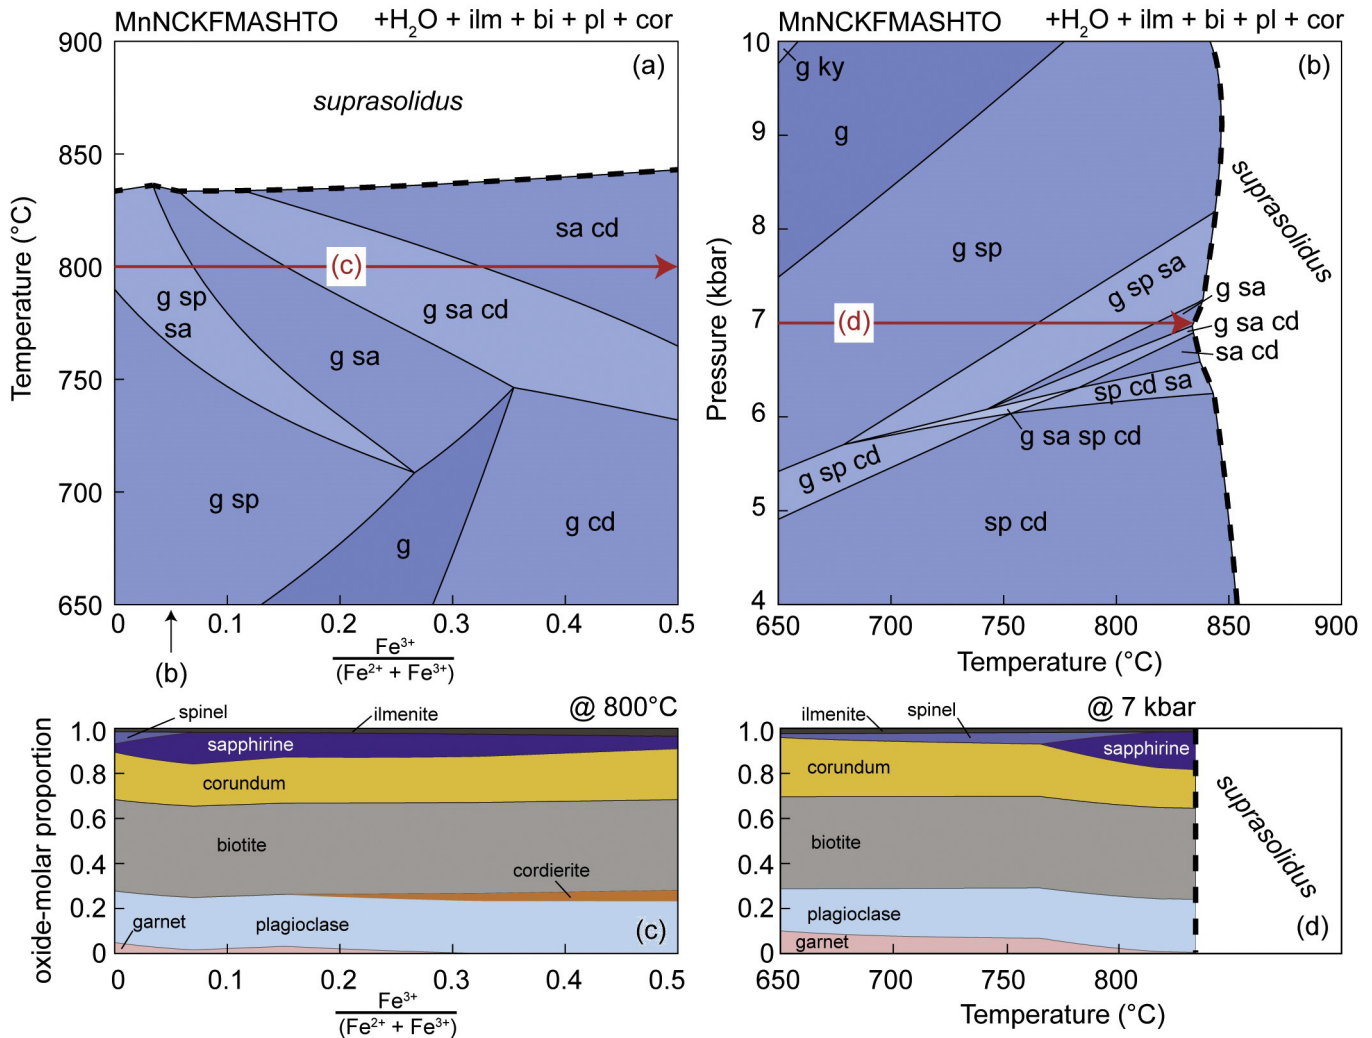 MnNCKFMASHTO +H₂O + ilm + bi + pl + cor
900
850
800
750
700
650
Temperature (°C)
(a)
suprasolidus
sa cd
(c)
g sp
sa
g sa cd
g sa
g sp
g
g cd
0 0.1 0.2 0.3 0.4 0.5
(b)
Fe³⁺
(Fe²⁺ + Fe³⁺)
MnNCKFMASHTO +H₂O + ilm + bi + pl + cor
10
9
8
7
6
5
4
Pressure (kbar)
(b)
g ky
g
suprasolidus
g sp
g sp sa
g sa
(d)
g sa cd
sa cd
sp cd sa
g sa sp cd
g sp cd
sp cd
650 700 750 800 850 900
Temperature (°C)
@ 800°C
1.0
0.8
0.6
0.4
0.2
0
oxide-molar proportion
spinel
ilmenite
sapphirine
corundum
biotite
cordierite
garnet
plagioclase
(c)
0 0.1 0.2 0.3 0.4 0.5
Fe³⁺
(Fe²⁺ + Fe³⁺)
@ 7 kbar
1.0
0.8
0.6
0.4
0.2
0
ilmenite
spinel
sapphirine
corundum
biotite
suprasolidus
plagioclase
garnet
(d)
650 700 750 800 850 900
Temperature (°C)